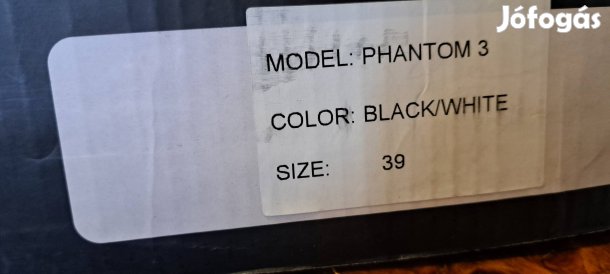 Jófogás
MODEL: PHANTOM 3
COLOR: BLACK/WHITE
SIZE: 39